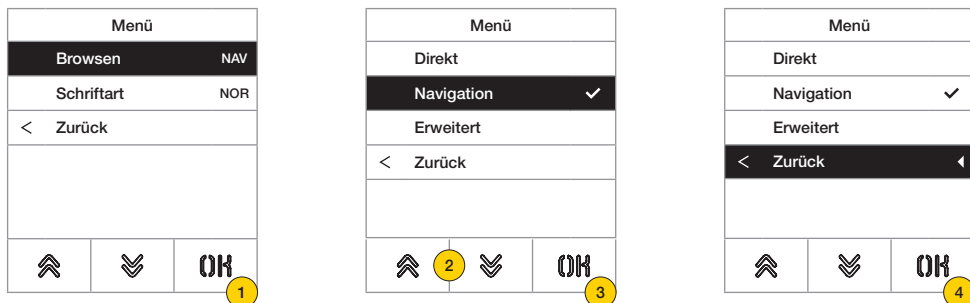 Menü
Browsen NAV
Schriftart NOR
< Zurück
OK
1
Menü
Direkt
Navigation ✓
Erweitert
< Zurück
2
OK
3
Menü
Direkt
Navigation ✓
Erweitert
< Zurück
OK
4